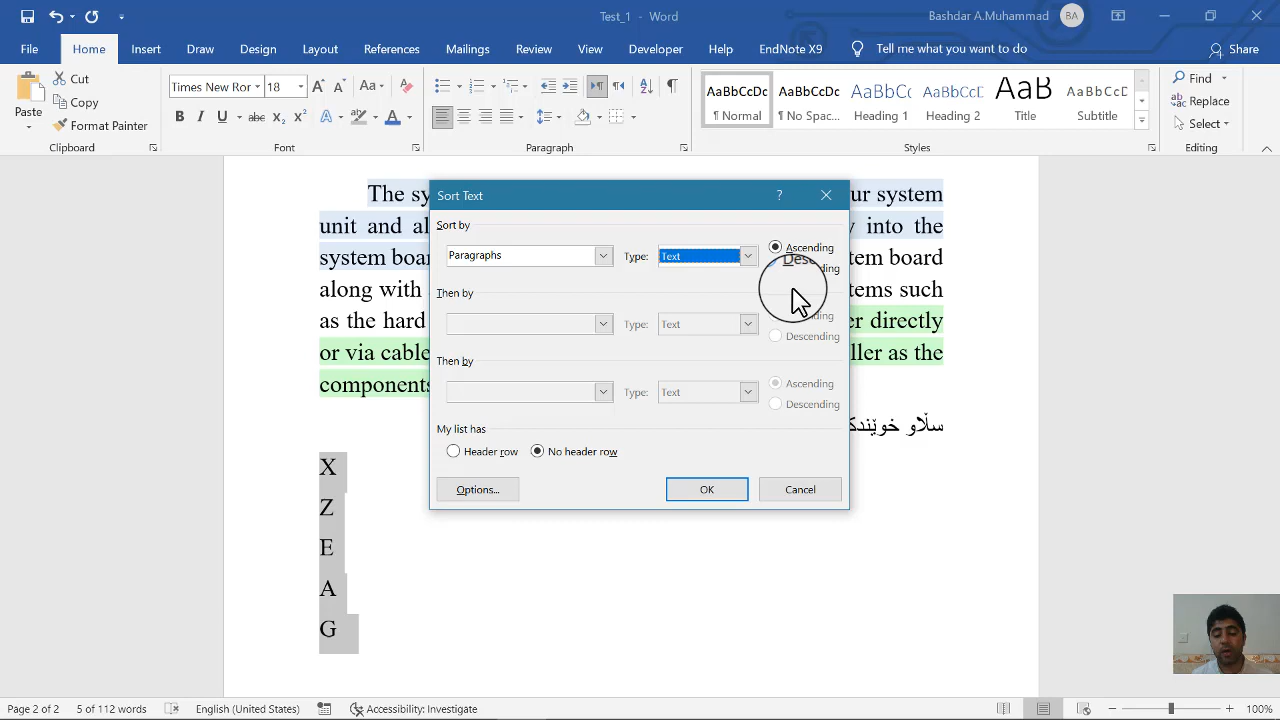 Test_1 - Word
Bashdar A.Muhammad BA
File Home Insert Draw Design Layout References Mailings Review View Developer Help EndNote X9 Tell me what you want to do Share
Paste Cut
Copy
Format Painter
Clipboard
Times New Ror 18
Font
Paragraph
AaBbCcDc AaBbCcDc AaBbCc AaBbCcD AaB AaBbCcD
¶ Normal ¶ No Spac... Heading 1 Heading 2 Title Subtitle
Styles
Find
Replace
Select
Editing
The sy ur system
unit and al y into the
system boar tem board
along with tems such
as the hard er directly
or via cable ller as the
components
سڵاو خوێندک
X
Z
E
A
G
Sort Text
Sort by
Paragraphs Type: Text Ascending
Then by
Type: Text
Descending
Then by
Type: Text Ascending
Descending
My list has
Header row No header row
Options... OK Cancel
Page 2 of 2 5 of 112 words English (United States) Accessibility: Investigate 100%